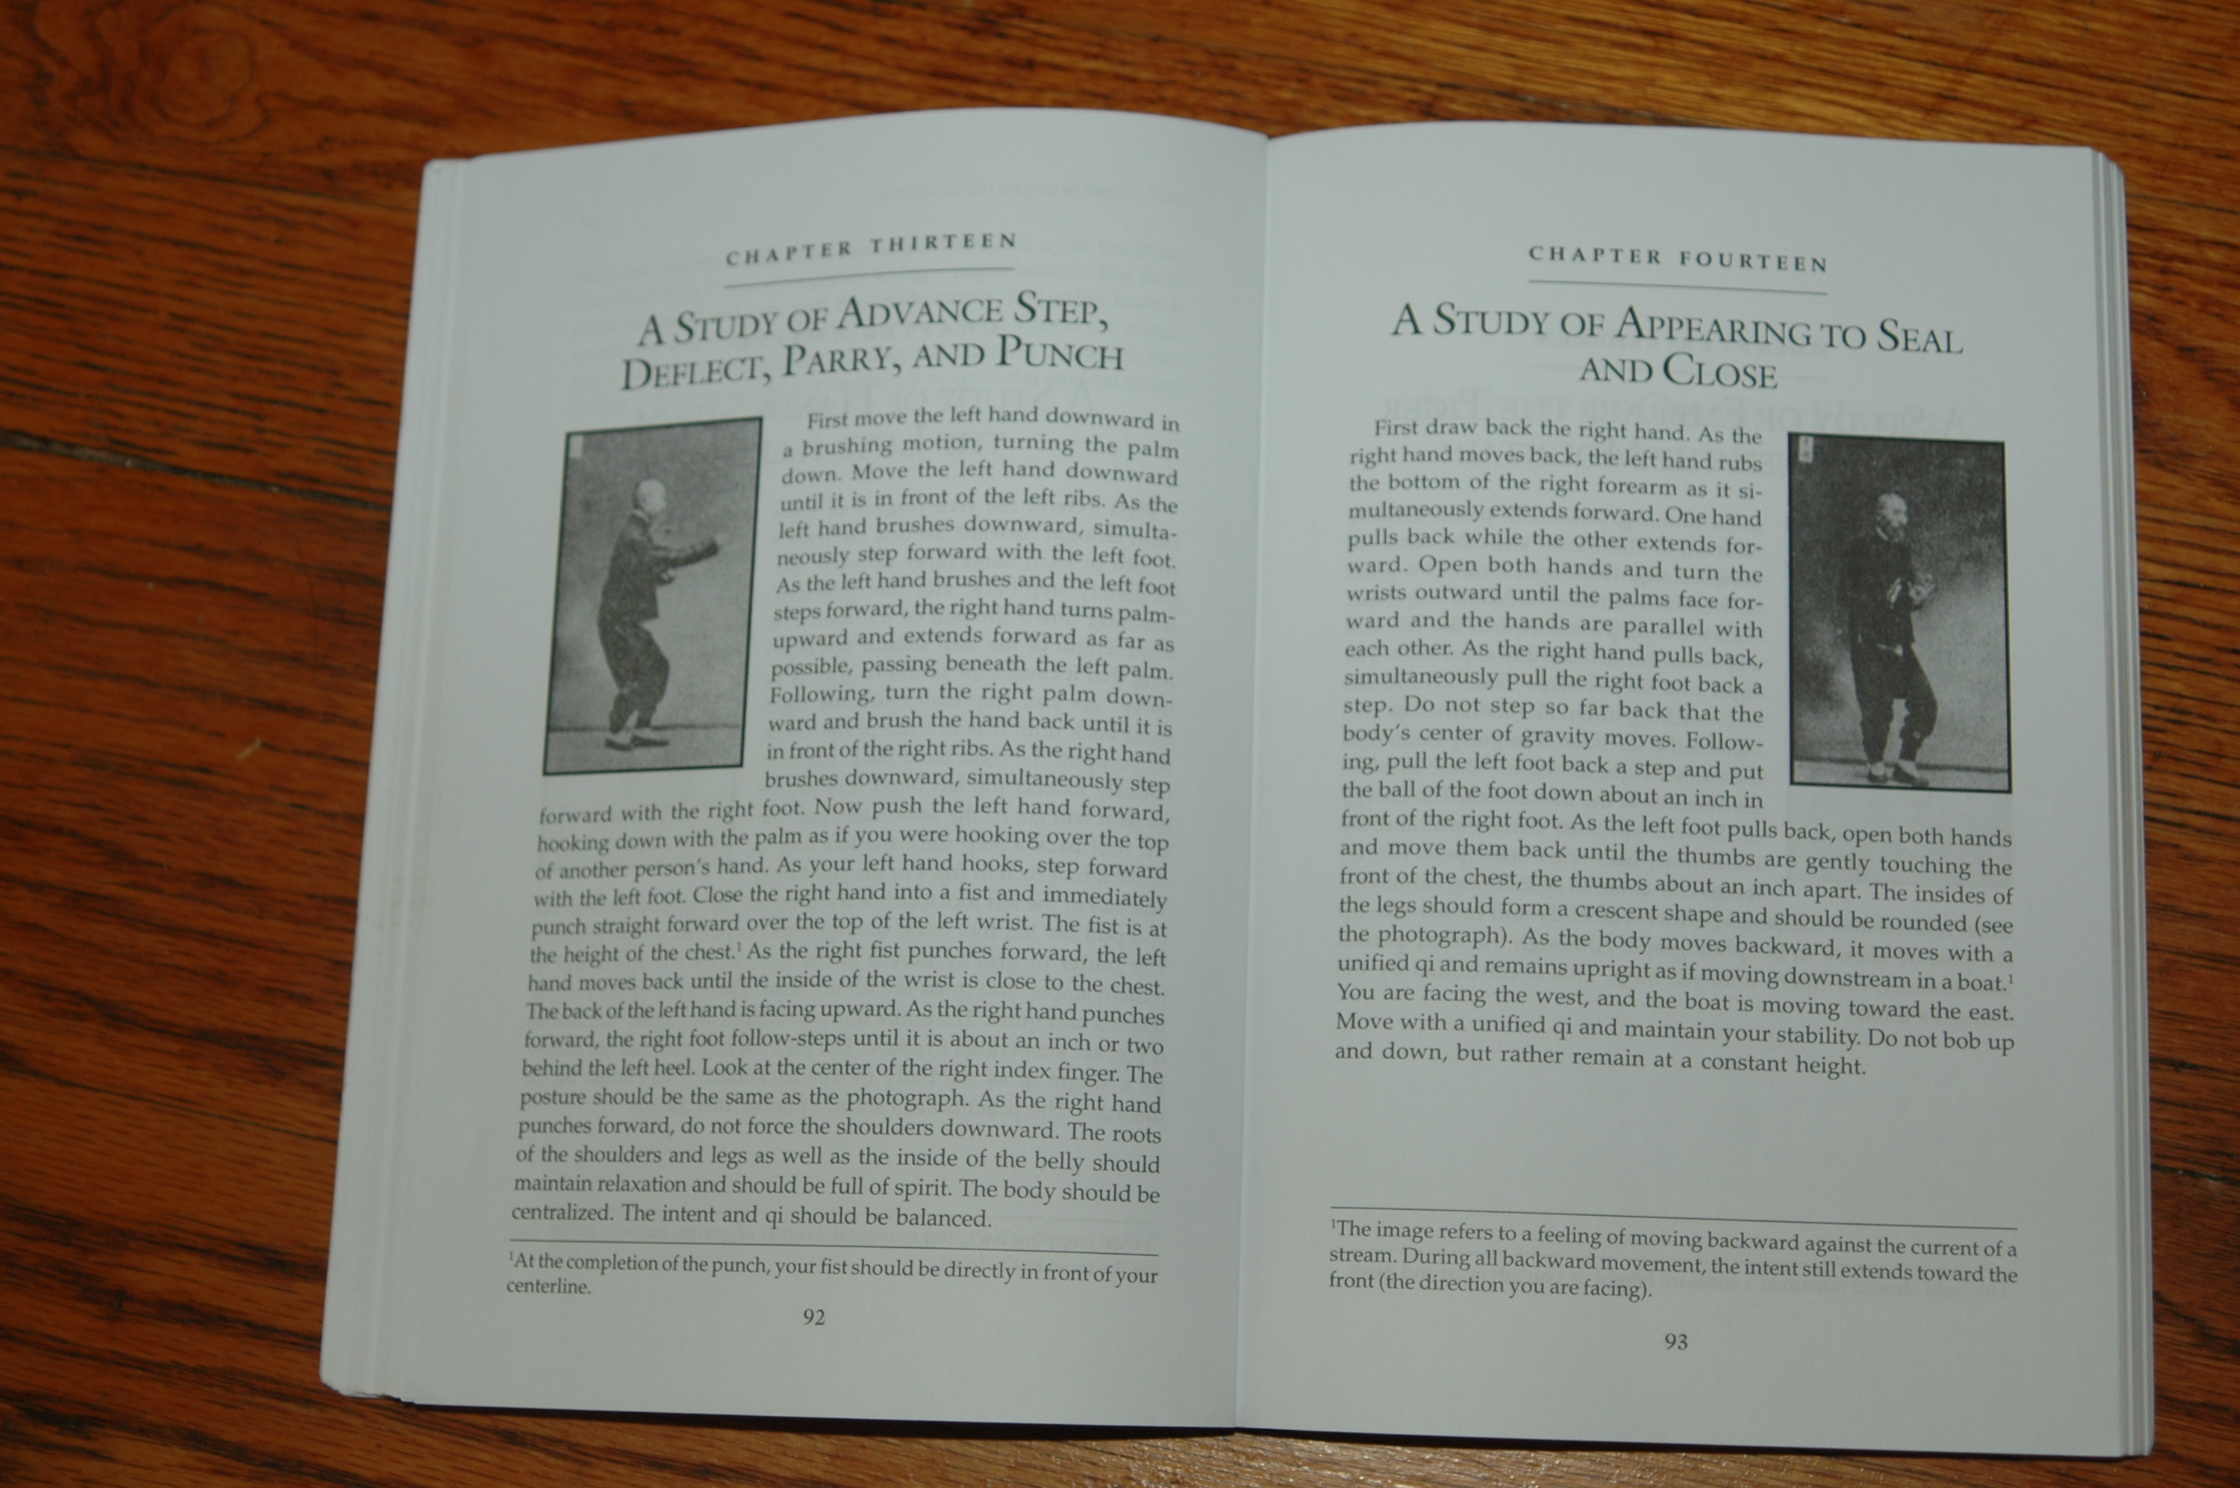 CHAPTER THIRTEEN
A STUDY OF ADVANCE STEP,
DEFLECT, PARRY, AND PUNCH
First move the left hand downward in
a brushing motion, turning the palm
down. Move the left hand downward
until it is in front of the left ribs. As the
left hand brushes downward, simulta-
neously step forward with the left foot.
As the left hand brushes and the left foot
steps forward, the right hand turns palm-
upward and extends forward as far as
possible, passing beneath the left palm.
Following, turn the right palm down-
ward and brush the hand back until it is
in front of the right ribs. As the right hand
brushes downward, simultaneously step
forward with the right foot. Now push the left hand forward,
hooking down with the palm as if you were hooking over the top
of another person's hand. As your left hand hooks, step forward
with the left foot. Close the right hand into a fist and immediately
punch straight forward over the top of the left wrist. The fist is at
the height of the chest.¹ As the right fist punches forward, the left
hand moves back until the inside of the wrist is close to the chest.
The back of the left hand is facing upward. As the right hand punches
forward, the right foot follow-steps until it is about an inch or two
behind the left heel. Look at the center of the right index finger. The
posture should be the same as the photograph. As the right hand
punches forward, do not force the shoulders downward. The roots
of the shoulders and legs as well as the inside of the belly should
maintain relaxation and should be full of spirit. The body should be
centralized. The intent and qi should be balanced.
¹At the completion of the punch, your fist should be directly in front of your
centerline.
92
CHAPTER FOURTEEN
A STUDY OF APPEARING TO SEAL
AND CLOSE
First draw back the right hand. As the
right hand moves back, the left hand rubs
the bottom of the right forearm as it si-
multaneously extends forward. One hand
pulls back while the other extends for-
ward. Open both hands and turn the
wrists outward until the palms face for-
ward and the hands are parallel with
each other. As the right hand pulls back,
simultaneously pull the right foot back a
step. Do not step so far back that the
body's center of gravity moves. Follow-
ing, pull the left foot back a step and put
the ball of the foot down about an inch in
front of the right foot. As the left foot pulls back, open both hands
and move them back until the thumbs are gently touching the
front of the chest, the thumbs about an inch apart. The insides of
the legs should form a crescent shape and should be rounded (see
the photograph). As the body moves backward, it moves with a
unified qi and remains upright as if moving downstream in a boat.¹
You are facing the west, and the boat is moving toward the east.
Move with a unified qi and maintain your stability. Do not bob up
and down, but rather remain at a constant height.
¹The image refers to a feeling of moving backward against the current of a
stream. During all backward movement, the intent still extends toward the
front (the direction you are facing).
93